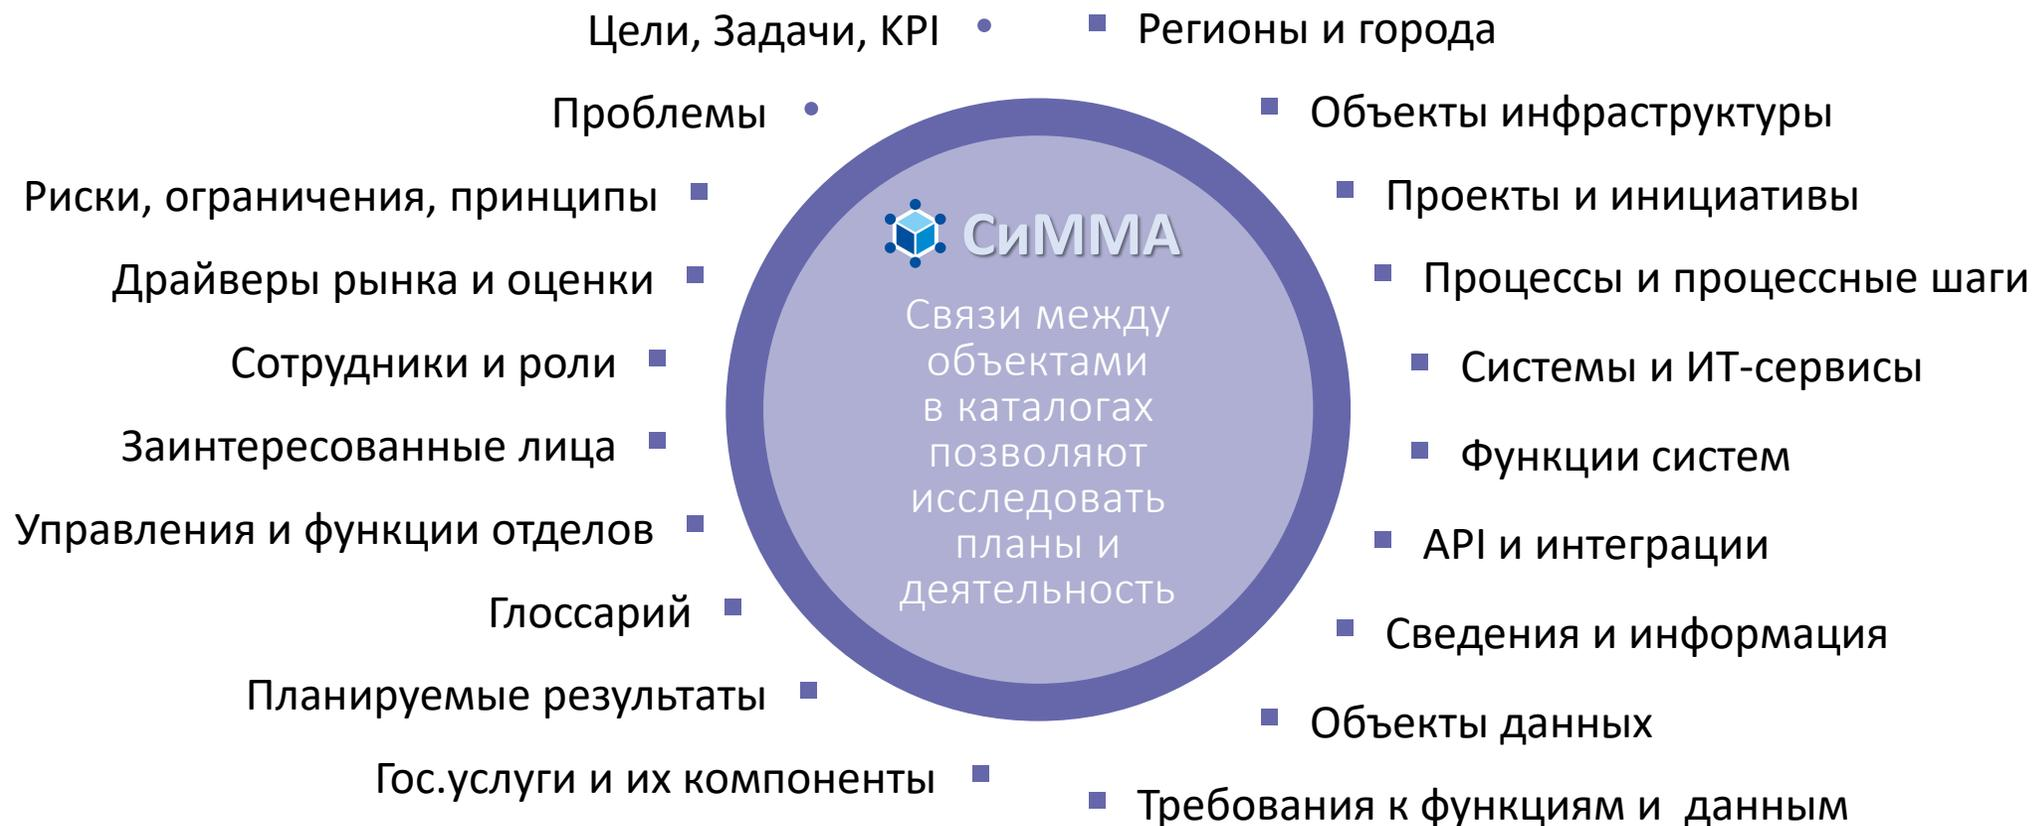 Цели, Задачи, KPI
Проблемы
Риски, ограничения, принципы
Драйверы рынка и оценки
Сотрудники и роли
Заинтересованные лица
Управления и функции отделов
Глоссарий
Планируемые результаты
Гос.услуги и их компоненты
СиММА
Связи между
объектами
в каталогах
позволяют
исследовать
планы и
деятельность
Регионы и города
Объекты инфраструктуры
Проекты и инициативы
Процессы и процессные шаги
Системы и ИТ-сервисы
Функции систем
API и интеграции
Сведения и информация
Объекты данных
Требования к функциям и данным